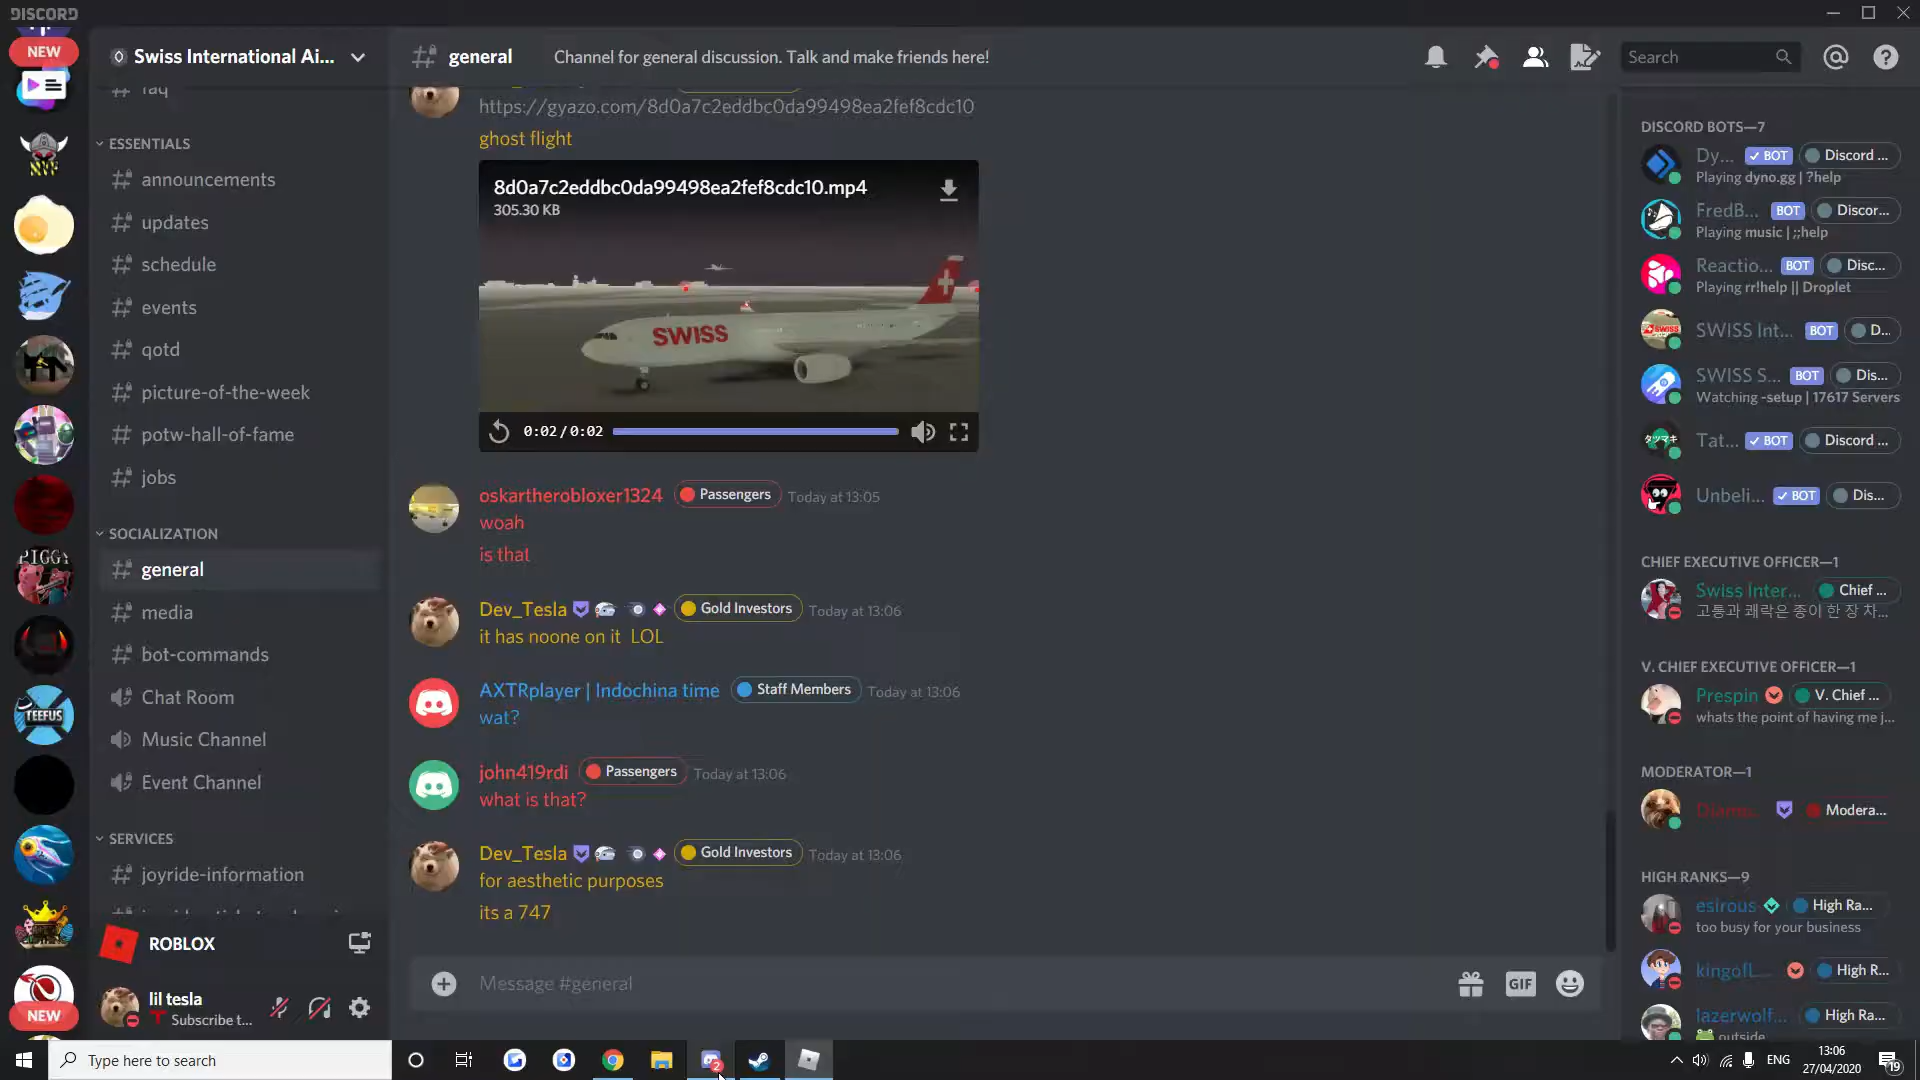 DISCORD
NEW
Swiss International Ai...
general
Channel for general discussion. Talk and make friends here!
Search
faq
ESSENTIALS
announcements
updates
schedule
events
qotd
picture-of-the-week
potw-hall-of-fame
jobs
SOCIALIZATION
general
media
bot-commands
Chat Room
Music Channel
Event Channel
SERVICES
joyride-information
PIGGY
TEEFUS
NEW
ROBLOX
lil tesla
Subscribe t...
https://gyazo.com/8d0a7c2eddbc0da99498ea2fef8cdc10
ghost flight
8d0a7c2eddbc0da99498ea2fef8cdc10.mp4
305.30 KB
SWISS
0:02/0:02
oskartherobloxer1324 Passengers Today at 13:05
woah
is that
Dev_Tesla Gold Investors Today at 13:06
it has noone on it LOL
AXTRplayer | Indochina time Staff Members Today at 13:06
wat?
john419rdi Passengers Today at 13:06
what is that?
Dev_Tesla Gold Investors Today at 13:06
for aesthetic purposes
its a 747
Message #general
GIF
DISCORD BOTS—7
Dy... BOT Discord ...
Playing dyno.gg | ?help
FredB... BOT Discor...
Playing music | ;;help
Reactio... BOT Disc...
Playing rr!help || Droplet
SWISS Int... BOT D...
SWISS S... BOT Dis...
Watching -setup | 17617 Servers
タツマキ
Tat... BOT Discord ...
Unbeli... BOT Dis...
CHIEF EXECUTIVE OFFICER—1
Swiss Inter... Chief ...
고통과 쾌락은 종이 한 장 차...
V. CHIEF EXECUTIVE OFFICER—1
Prespin V. Chief ...
whats the point of having me j...
MODERATOR—1
Modera...
HIGH RANKS—9
esirous High Ra...
too busy for your business
kingofL... High R...
lazerwolf... High Ra...
outside
Type here to search
2
ENG
13:06
27/04/2020
19